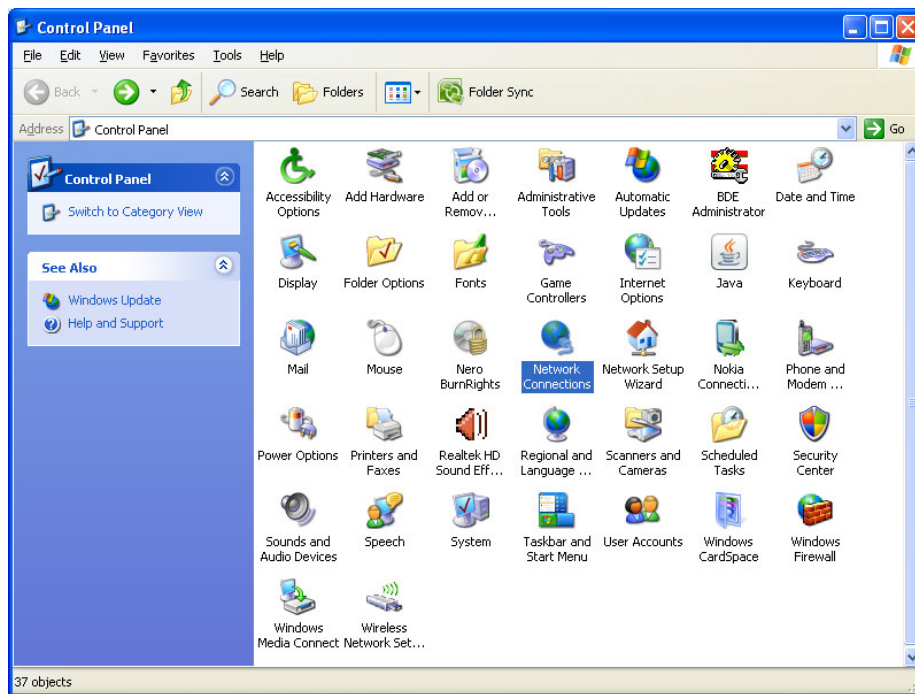 Control Panel
File Edit View Favorites Tools Help
Back Search Folders Folder Sync
Address Control Panel Go
Control Panel
Switch to Category View
See Also
Windows Update
Help and Support
Accessibility Options
Add Hardware
Add or Remov...
Administrative Tools
Automatic Updates
BDE Administrator
Date and Time
Display
Folder Options
Fonts
Game Controllers
Internet Options
Java
Keyboard
Mail
Mouse
Nero BurnRights
Network Connections
Network Setup Wizard
Nokia Connecti...
Phone and Modem ...
Power Options
Printers and Faxes
Realtek HD Sound Eff...
Regional and Language ...
Scanners and Cameras
Scheduled Tasks
Security Center
Sounds and Audio Devices
Speech
System
Taskbar and Start Menu
User Accounts
Windows CardSpace
Windows Firewall
Windows Media Connect
Wireless Network Set...
37 objects